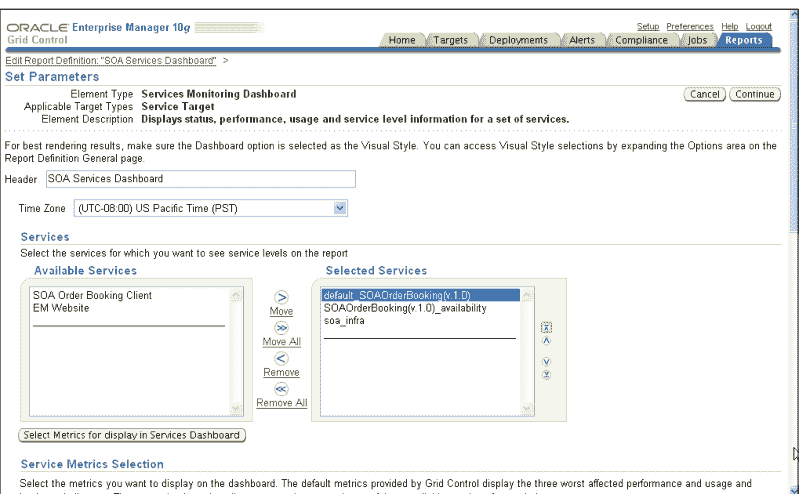 ORACLE Enterprise Manager 10g
Grid Control
Setup Preferences Help Logout
Home Targets Deployments Alerts Compliance Jobs Reports
Edit Report Definition: "SOA Services Dashboard" >
Set Parameters
Cancel Continue
Element Type Services Monitoring Dashboard
Applicable Target Types Service Target
Element Description Displays status, performance, usage and service level information for a set of services.
For best rendering results, make sure the Dashboard option is selected as the Visual Style. You can access Visual Style selections by expanding the Options area on the
Report Definition General page.
Header SOA Services Dashboard
Time Zone (UTC-08:00) US Pacific Time (PST)
Services
Select the services for which you want to see service levels on the report
Available Services
SOA Order Booking Client
EM Website
Move
Move All
Remove
Remove All
Selected Services
default_SOAOrderBooking(v.1.0)
SOAOrderBooking(v.1.0)_availability
soa_infra
Select Metrics for display in Services Dashboard
Service Metrics Selection
Select the metrics you want to display on the dashboard. The default metrics provided by Grid Control display the three worst affected performance and usage and